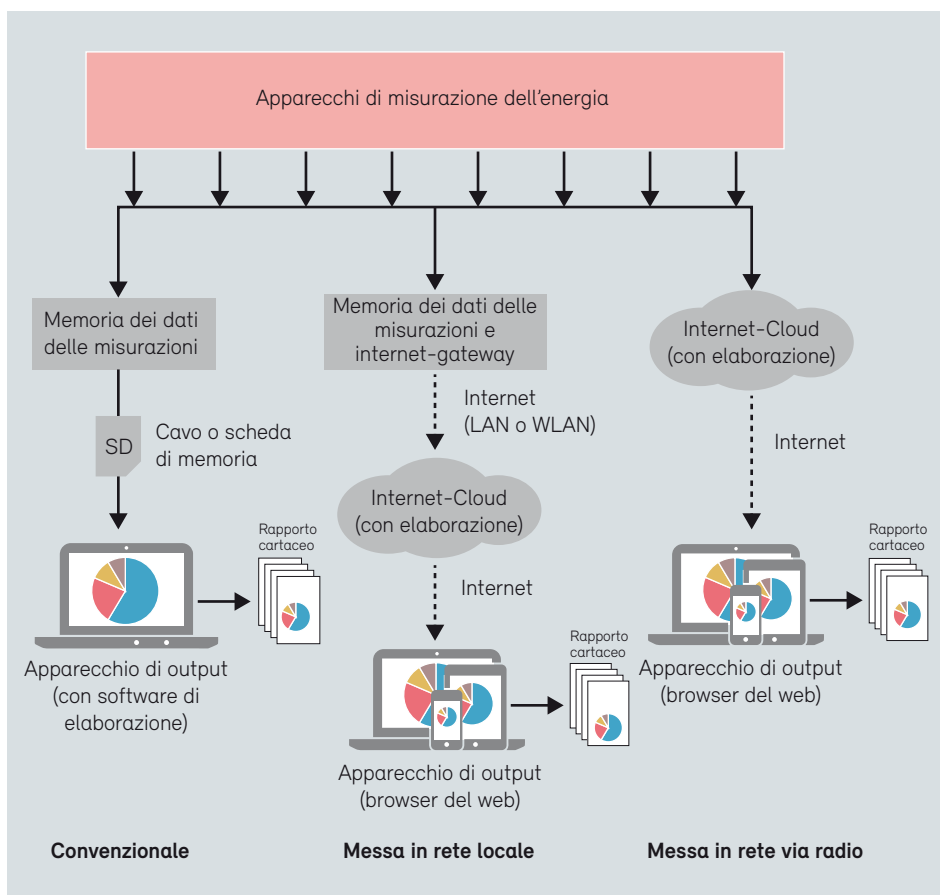 Apparecchi di misurazione dell'energia
Memoria dei dati
delle misurazioni
SD
Cavo o scheda
di memoria
Rapporto
cartaceo
Apparecchio di output
(con software di
elaborazione)
Convenzionale
Memoria dei dati delle
misurazioni e
internet-gateway
Internet
(LAN o WLAN)
Internet-Cloud
(con elaborazione)
Internet
Rapporto
cartaceo
Apparecchio di output
(browser del web)
Messa in rete locale
Internet-Cloud
(con elaborazione)
Internet
Rapporto
cartaceo
Apparecchio di output
(browser del web)
Messa in rete via radio